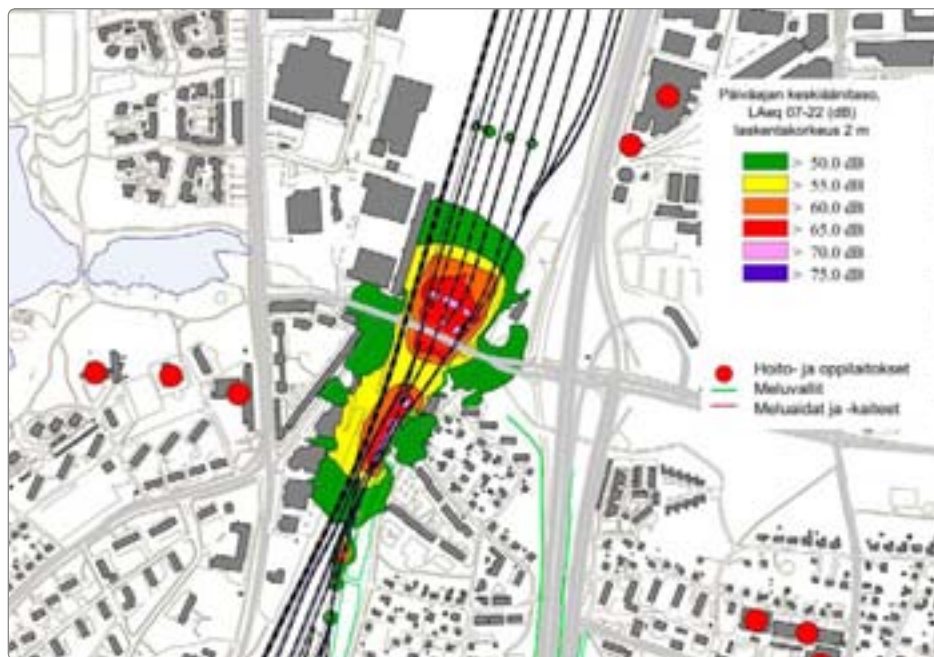 Päiväajan keskiäänitaso,
LAeq 07-22 (dB)
laskentakorkeus 2 m
> 50.0 dB
> 55.0 dB
> 60.0 dB
> 65.0 dB
> 70.0 dB
> 75.0 dB
Hoito- ja oppilaitokset
Meluvallit
Meluaidat ja -kaiteet